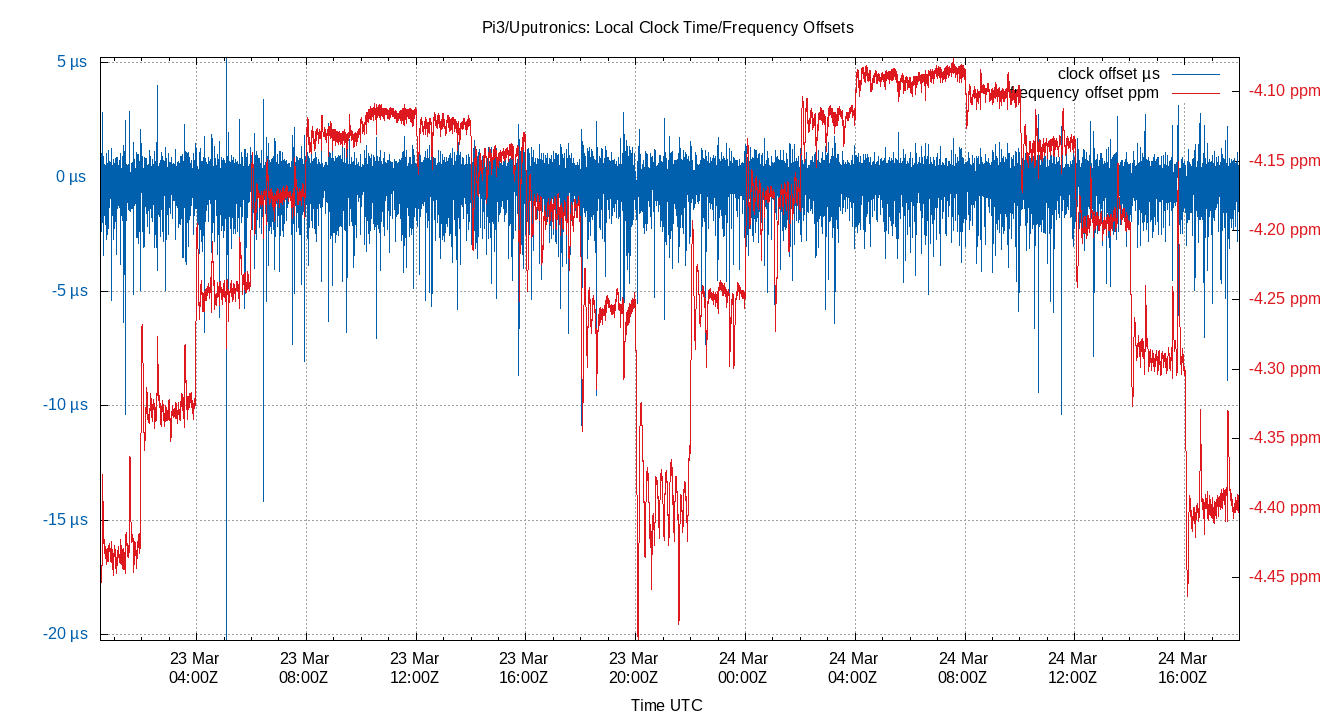 Pi3/Uputronics: Local Clock Time/Frequency Offsets
clock offset µs
frequency offset ppm
5 µs
0 µs
-5 µs
-10 µs
-15 µs
-20 µs
-4.10 ppm
-4.15 ppm
-4.20 ppm
-4.25 ppm
-4.30 ppm
-4.35 ppm
-4.40 ppm
-4.45 ppm
23 Mar 23 Mar 23 Mar 23 Mar 23 Mar 24 Mar 24 Mar 24 Mar 24 Mar 24 Mar
04:00Z 08:00Z 12:00Z 16:00Z 20:00Z 00:00Z 04:00Z 08:00Z 12:00Z 16:00Z
Time UTC